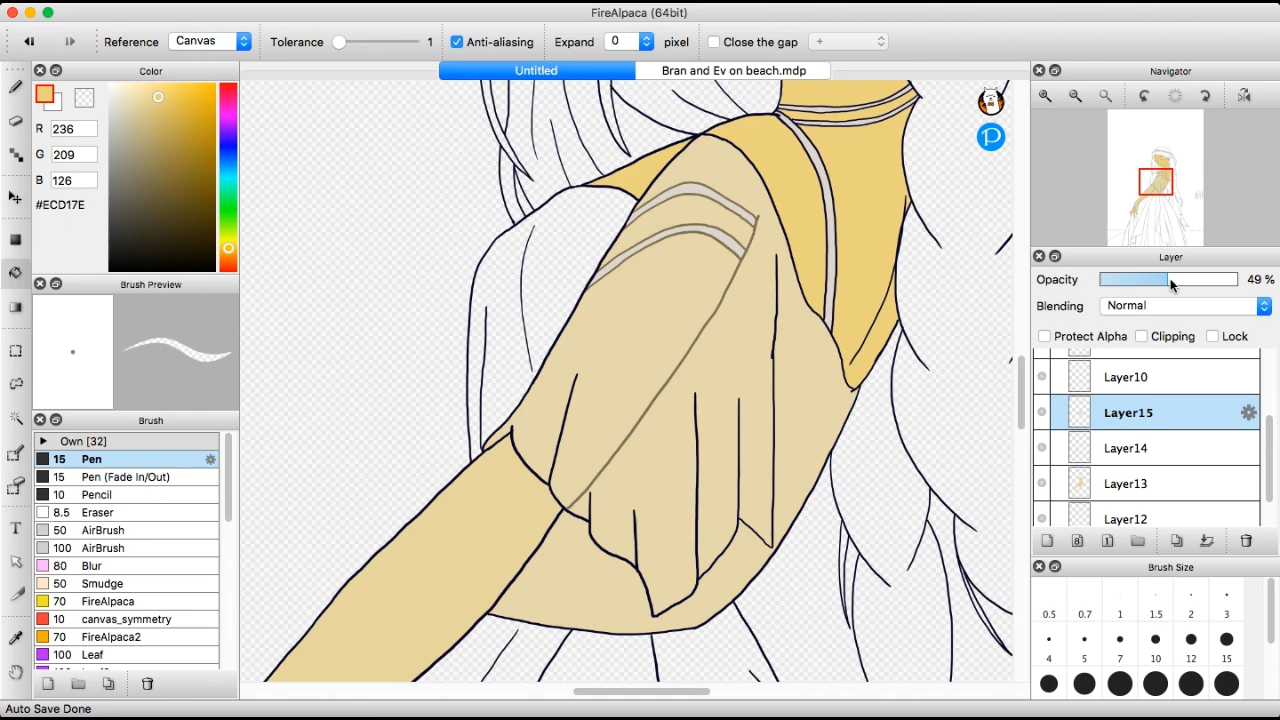 FireAlpaca (64bit)
Reference Canvas Tolerance 1 Anti-aliasing Expand 0 pixel Close the gap +
Color
Untitled
Bran and Ev on beach.mdp
Navigator
R 236
G 209
B 126
#ECD17E
P
Brush Preview
Layer
Opacity 49 %
Blending Normal
Protect Alpha Clipping Lock
Layer10
Layer15
Layer14
Layer13
Layer12
Brush
Own [32]
15 Pen
15 Pen (Fade In/Out)
10 Pencil
8.5 Eraser
50 AirBrush
100 AirBrush
80 Blur
50 Smudge
70 FireAlpaca
10 canvas_symmetry
70 FireAlpaca2
100 Leaf
T
Brush Size
0.5 0.7 1 1.5 2 3
4 5 7 10 12 15
Auto Save Done